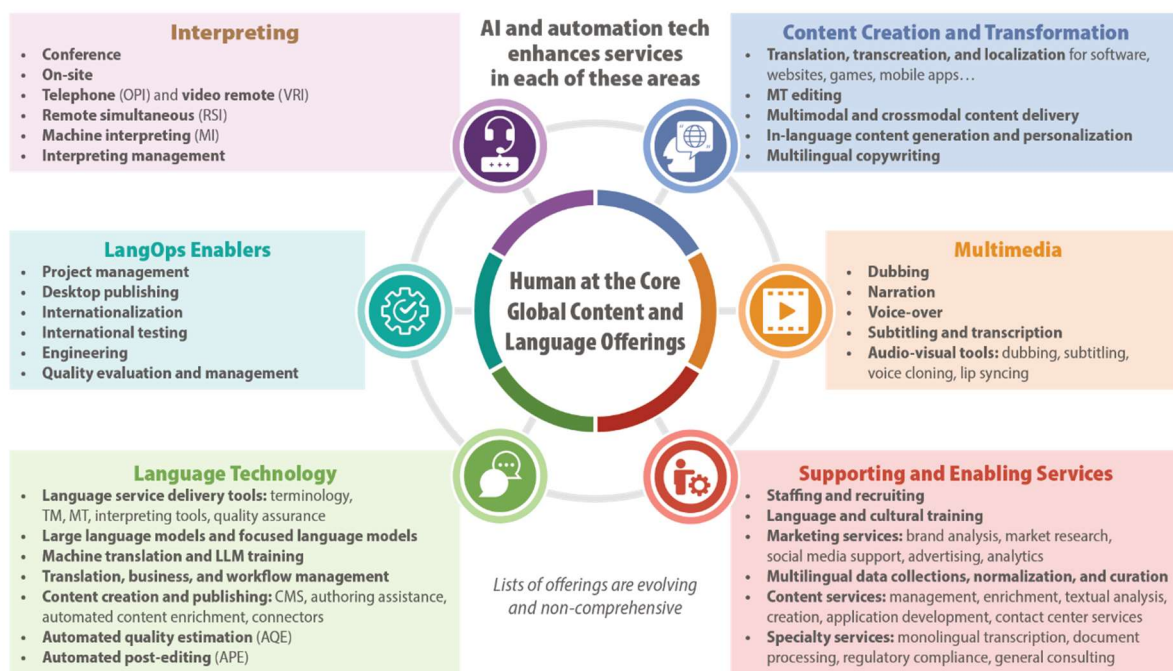 Interpreting
• Conference
• On-site
• Telephone (OPI) and video remote (VRI)
• Remote simultaneous (RSI)
• Machine interpreting (MI)
• Interpreting management
AI and automation tech
enhances services
in each of these areas
Content Creation and Transformation
• Translation, transcreation, and localization for software,
websites, games, mobile apps…
• MT editing
• Multimodal and crossmodal content delivery
• In-language content generation and personalization
• Multilingual copywriting
LangOps Enablers
• Project management
• Desktop publishing
• Internationalization
• International testing
• Engineering
• Quality evaluation and management
Human at the Core
Global Content and
Language Offerings
Multimedia
• Dubbing
• Narration
• Voice-over
• Subtitling and transcription
• Audio-visual tools: dubbing, subtitling,
voice cloning, lip syncing
Language Technology
• Language service delivery tools: terminology,
TM, MT, interpreting tools, quality assurance
• Large language models and focused language models
• Machine translation and LLM training
• Translation, business, and workflow management
• Content creation and publishing: CMS, authoring assistance,
automated content enrichment, connectors
• Automated quality estimation (AQE)
• Automated post-editing (APE)
Lists of offerings are evolving
and non-comprehensive
Supporting and Enabling Services
• Staffing and recruiting
• Language and cultural training
• Marketing services: brand analysis, market research,
social media support, advertising, analytics
• Multilingual data collections, normalization, and curation
• Content services: management, enrichment, textual analysis,
creation, application development, contact center services
• Specialty services: monolingual transcription, document
processing, regulatory compliance, general consulting